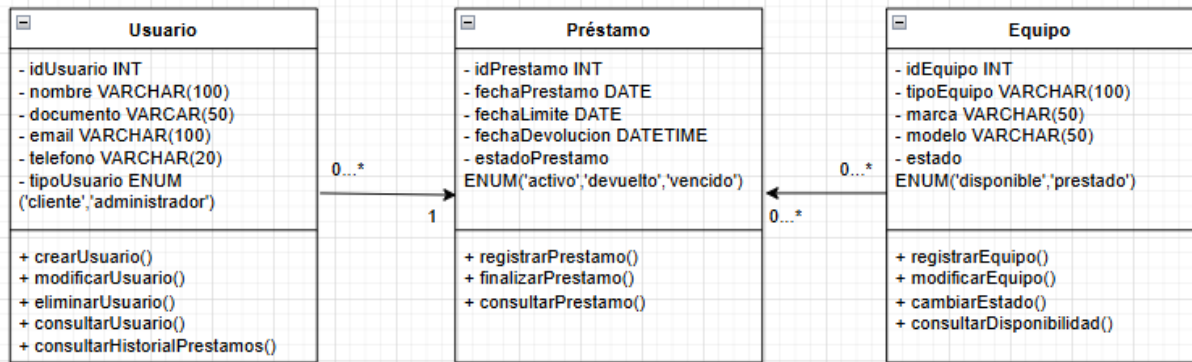 Usuario
- idUsuario INT
- nombre VARCHAR(100)
- documento VARCAR(50)
- email VARCHAR(100)
- telefono VARCHAR(20)
- tipoUsuario ENUM
('cliente','administrador')
+ crearUsuario()
+ modificarUsuario()
+ eliminarUsuario()
+ consultarUsuario()
+ consultarHistorialPrestamos()
0...*
1
Préstamo
- idPrestamo INT
- fechaPrestamo DATE
- fechaLimite DATE
- fechaDevolucion DATETIME
- estadoPrestamo
ENUM('activo','devuelto','vencido')
+ registrarPrestamo()
+ finalizarPrestamo()
+ consultarPrestamo()
0...*
0...*
Equipo
- idEquipo INT
- tipoEquipo VARCHAR(100)
- marca VARCHAR(50)
- modelo VARCHAR(50)
- estado
ENUM('disponible','prestado')
+ registrarEquipo()
+ modificarEquipo()
+ cambiarEstado()
+ consultarDisponibilidad()